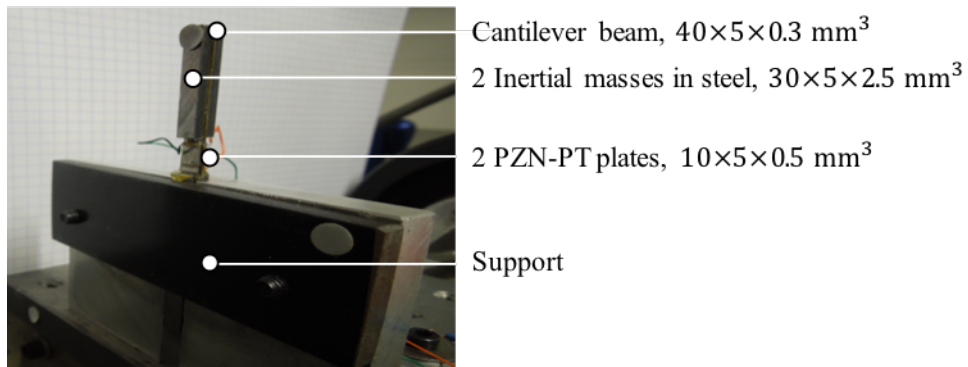 Cantilever beam, 40×5×0.3 mm³
2 Inertial masses in steel, 30×5×2.5 mm³
2 PZN-PT plates, 10×5×0.5 mm³
Support